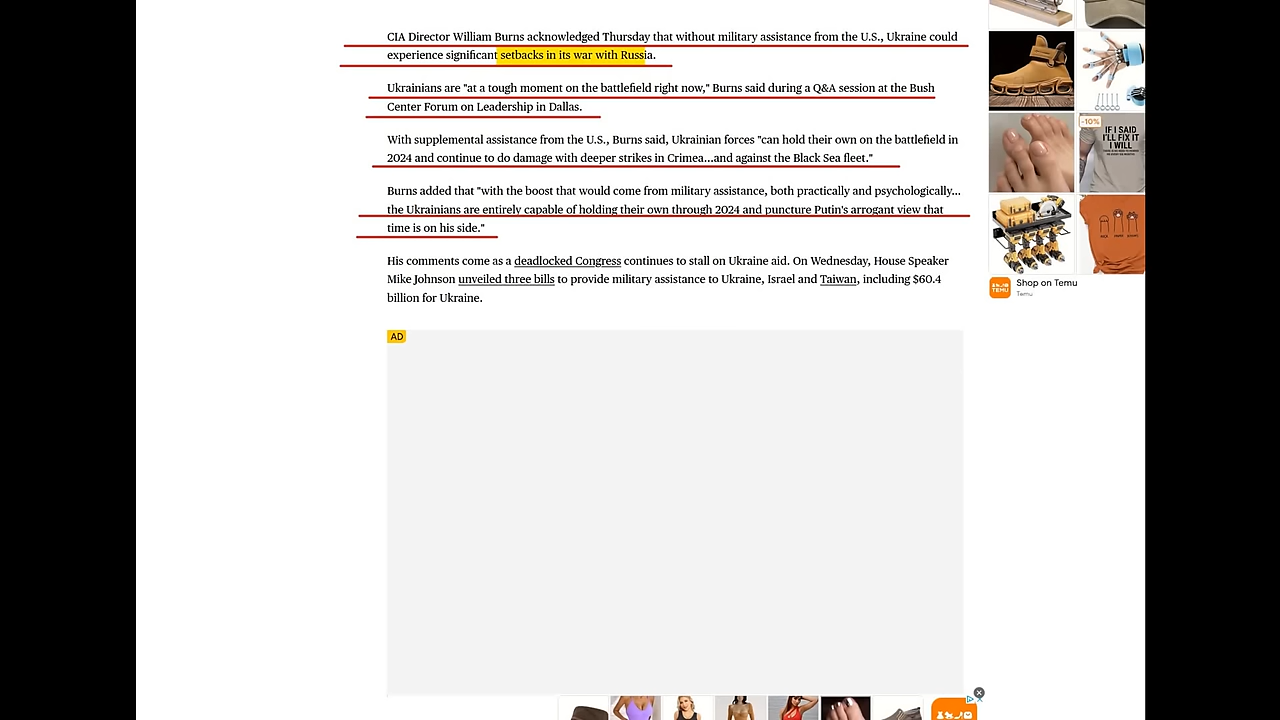 CIA Director William Burns acknowledged Thursday that without military assistance from the U.S., Ukraine could
experience significant setbacks in its war with Russia.
Ukrainians are "at a tough moment on the battlefield right now," Burns said during a Q&A session at the Bush
Center Forum on Leadership in Dallas.
With supplemental assistance from the U.S., Burns said, Ukrainian forces "can hold their own on the battlefield in
2024 and continue to do damage with deeper strikes in Crimea...and against the Black Sea fleet."
Burns added that "with the boost that would come from military assistance, both practically and psychologically...
the Ukrainians are entirely capable of holding their own through 2024 and puncture Putin's arrogant view that
time is on his side."
His comments come as a deadlocked Congress continues to stall on Ukraine aid. On Wednesday, House Speaker
Mike Johnson unveiled three bills to provide military assistance to Ukraine, Israel and Taiwan, including $60.4
billion for Ukraine.
AD
-10%
IF I SAID
I'LL FIX IT
I WILL
TEMU
Shop on Temu
Temu